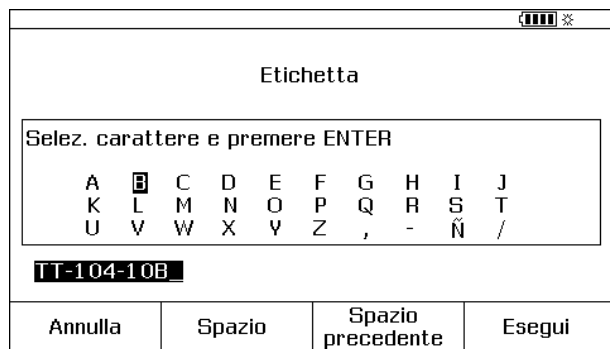 Etichetta
Selez. carattere e premere ENTER
A B C D E F G H I J
K L M N O P Q R S T
U V W X Y Z , - Ñ /
TT-104-10B_
Annulla Spazio Spazio precedente Esegui